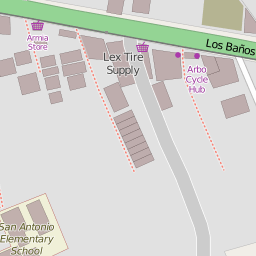 Armia
Store
Lex Tire
Supply
Los Baños
Arbo
Cycle
Hub
San Antonio
Elementary
School